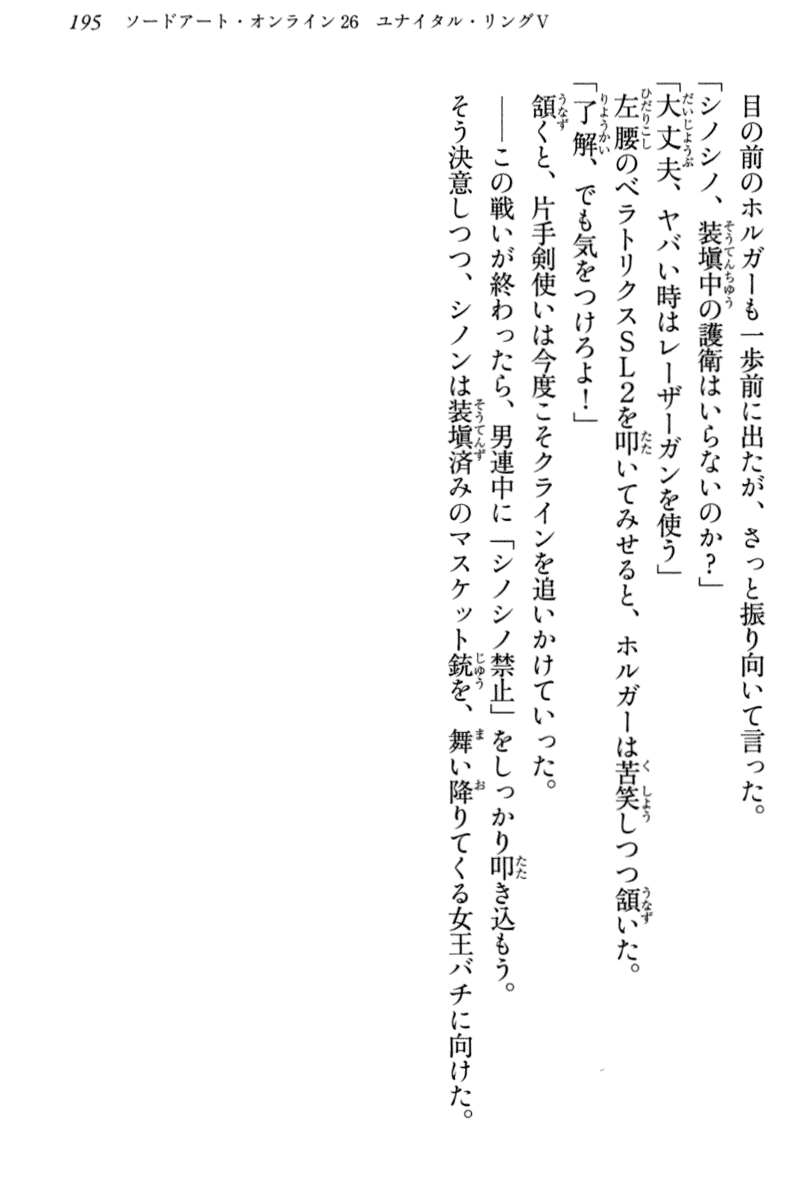 195 ソードアート・オンライン26 ユナイタル・リングⅤ
目の前のホルガーも一歩前に出たが、さっと振り向いて言った。
「シノシノ、装塡中の護衛はいらないのか？」
「大丈夫、ヤバい時はレーザーガンを使う」
左腰のベラトリクスＳＬ２を叩いてみせると、ホルガーは苦笑しつつ頷いた。
「了解、でも気をつけろよ！」
頷くと、片手剣使いは今度こそクラインを追いかけていった。
――この戦いが終わったら、男連中に「シノシノ禁止」をしっかり叩き込もう。
そう決意しつつ、シノンは装塡済みのマスケット銃を、舞い降りてくる女王バチに向けた。